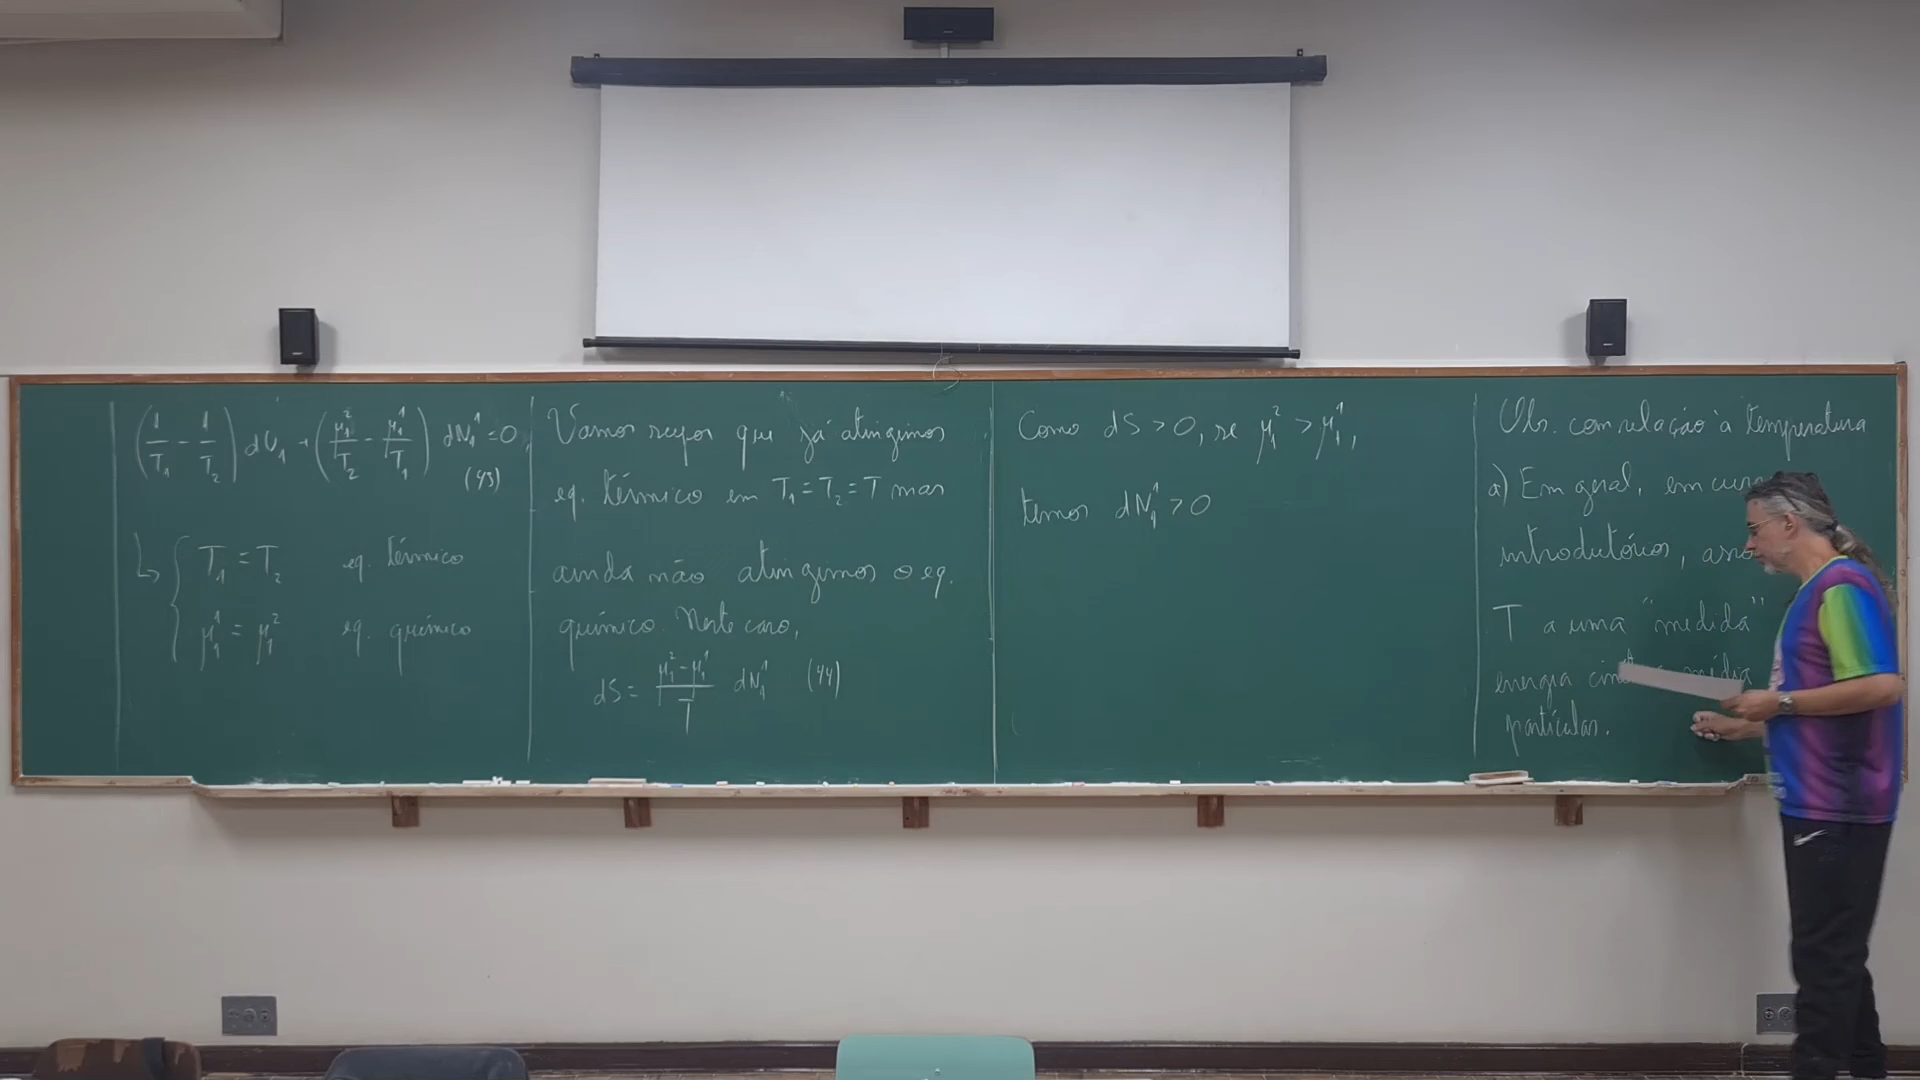 (1/T₁ - 1/T₂) dU₁ + (μ₁²/T₂ - μ₁¹/T₁) dN₁¹ = 0,
(43)
↳ { T₁ = T₂ eq. térmico
μ₁¹ = μ₁² eq. químico
Vamos supor que já atingimos
eq. térmico em T₁ = T₂ = T mas
ainda não atingimos o eq.
químico. Neste caso,
dS = (μ₁² - μ₁¹)/T dN₁¹ (44)
Como dS > 0, se μ₁² > μ₁¹,
temos dN₁¹ > 0
Obs. com relação à temperatura
a) Em geral, em
introdutórios,
T a uma "medida"
energia média
partículas.